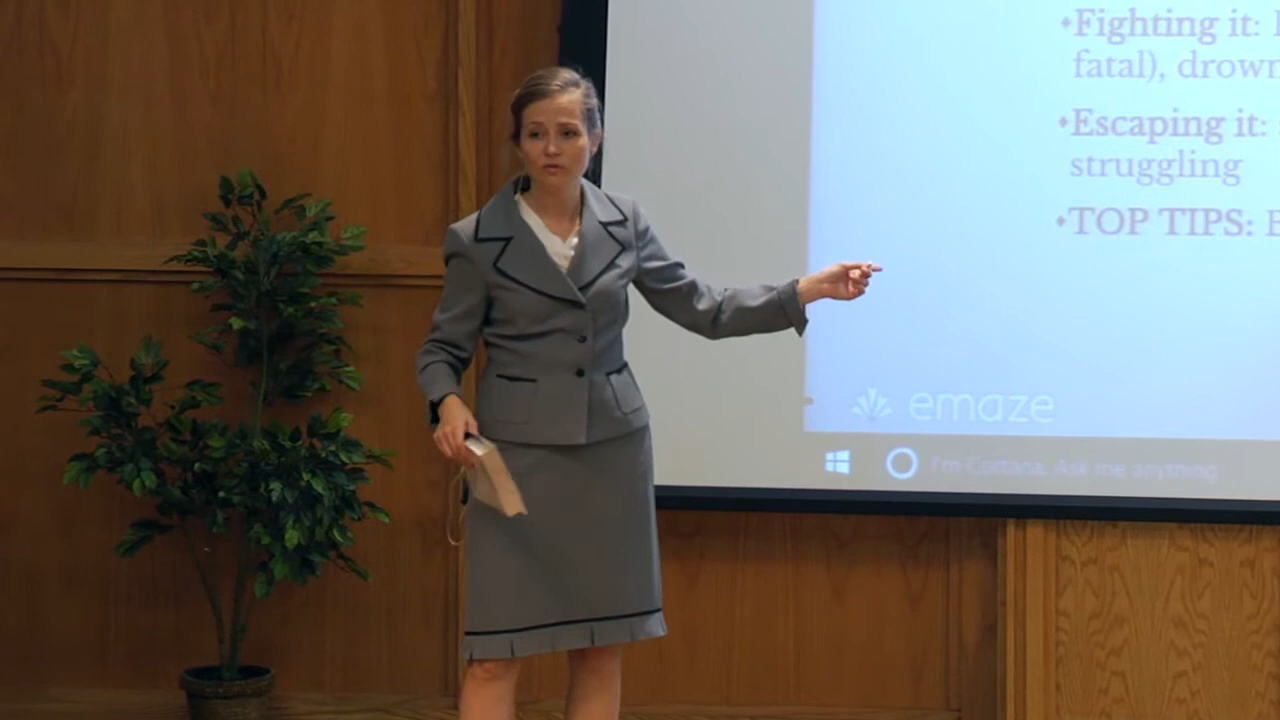 •Fighting it:
fatal), drown
•Escaping it:
struggling
•TOP TIPS:
emaze
I'm Cortana. Ask me anything